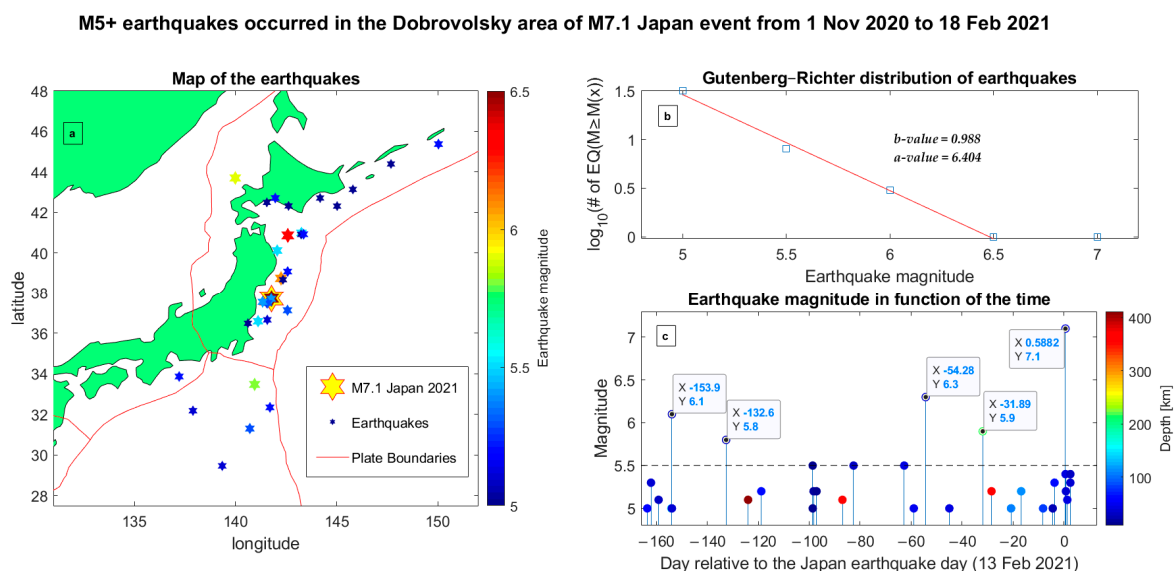 M5+ earthquakes occurred in the Dobrovolsky area of M7.1 Japan event from 1 Nov 2020 to 18 Feb 2021
Map of the earthquakes
a
48
46
44
42
40
38
36
34
32
30
28
latitude
135
140
145
150
longitude
M7.1 Japan 2021
Earthquakes
Plate Boundaries
6.5
6
5.5
5
Earthquake magnitude
Gutenberg−Richter distribution of earthquakes
b
b-value = 0.988
a-value = 6.404
1.5
1
0.5
0
log10(# of EQ(M≥M(x))
5
5.5
6
6.5
7
Earthquake magnitude
Earthquake magnitude in function of the time
c
X -153.9
Y 6.1
X -132.6
Y 5.8
X -54.28
Y 6.3
X -31.89
Y 5.9
X 0.5882
Y 7.1
7
6.5
6
5.5
5
Magnitude
−160
−140
−120
−100
−80
−60
−40
−20
0
Day relative to the Japan earthquake day (13 Feb 2021)
400
300
200
100
Depth [km]